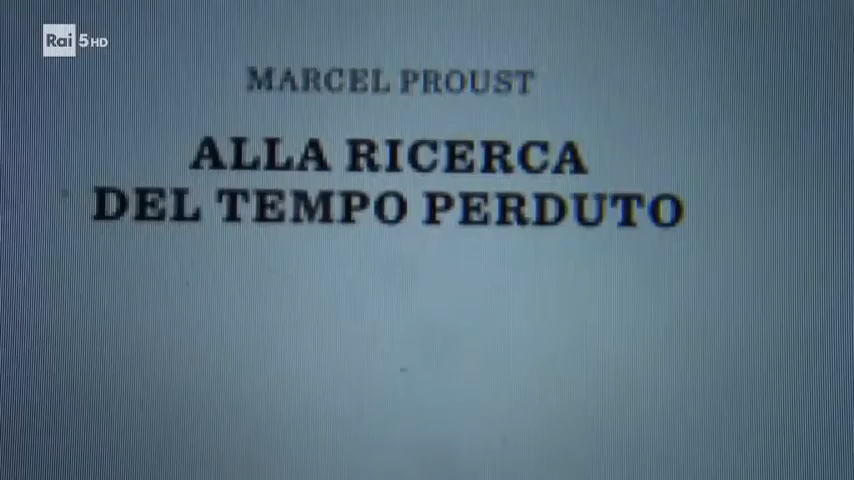 Rai 5HD
MARCEL PROUST
ALLA RICERCA
DEL TEMPO PERDUTO